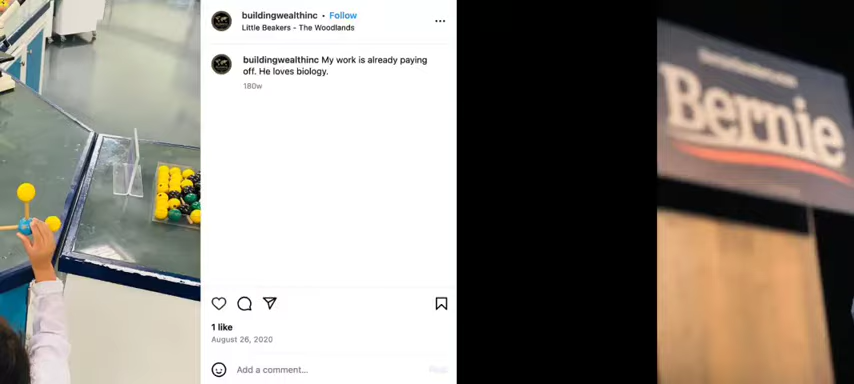 buildingwealthinc • Follow
Little Beakers - The Woodlands
buildingwealthinc My work is already paying
off. He loves biology.
180w
1 like
August 26, 2020
Add a comment...
Post
Bernie